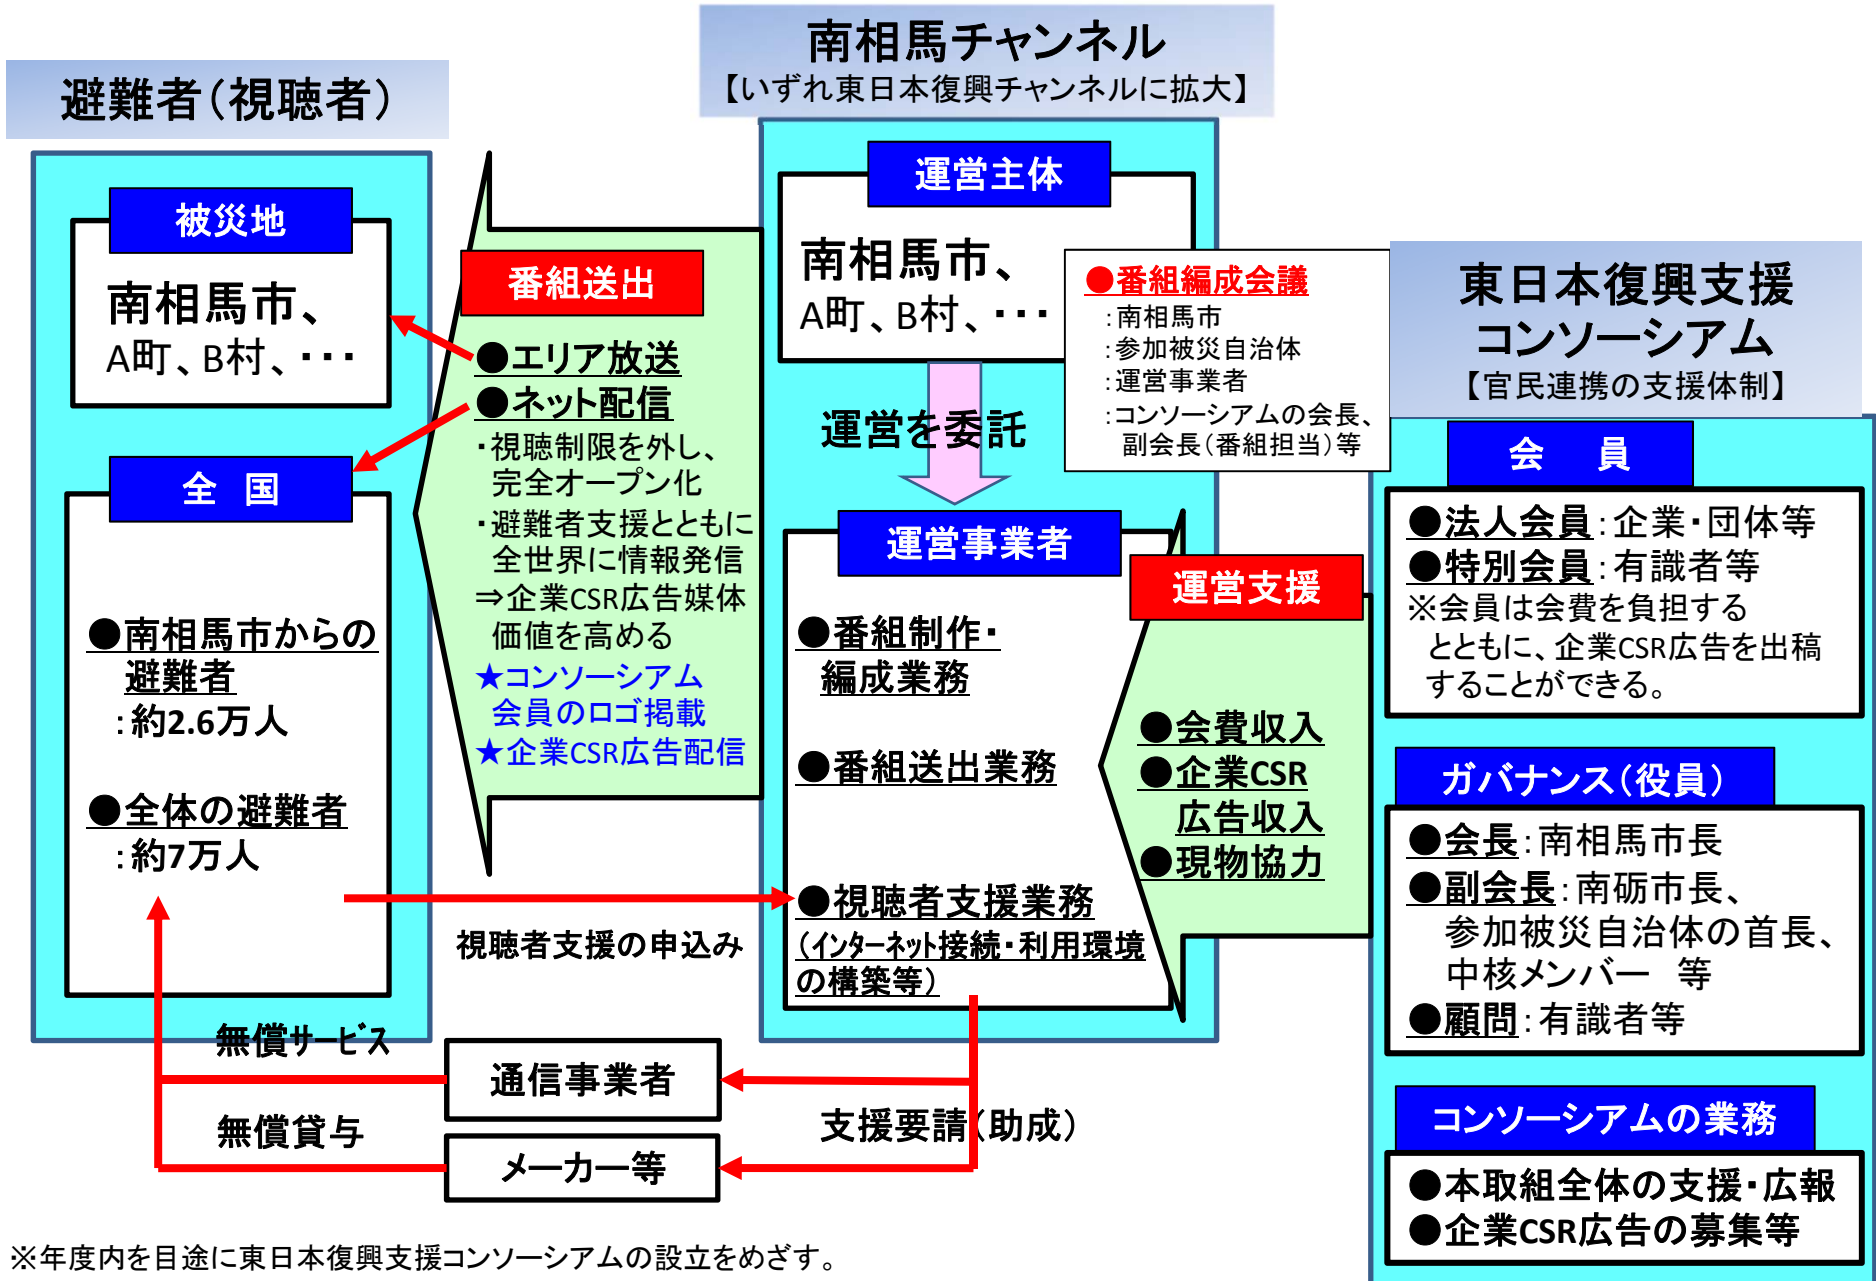 南相馬チャンネル
【いずれ東日本復興チャンネルに拡大】
避難者（視聴者）
被災地
南相馬市、
A町、B村、・・・
全　国
●南相馬市からの
避難者
：約2.6万人
●全体の避難者
：約7万人
番組送出
●エリア放送
●ネット配信
・視聴制限を外し、
完全オープン化
・避難者支援とともに
全世界に情報発信
⇒企業CSR広告媒体
価値を高める
★コンソーシアム
会員のロゴ掲載
★企業CSR広告配信
運営主体
南相馬市、
A町、B村、・・・
●番組編成会議
：南相馬市
：参加被災自治体
：運営事業者
：コンソーシアムの会長、
副会長（番組担当）等
運営を委託
運営事業者
●番組制作・
編成業務
●番組送出業務
●視聴者支援業務
（インターネット接続・利用環境
の構築等）
運営支援
●会費収入
●企業CSR
広告収入
●現物協力
東日本復興支援
コンソーシアム
【官民連携の支援体制】
会　員
●法人会員：企業・団体等
●特別会員：有識者等
※会員は会費を負担する
とともに、企業CSR広告を出稿
することができる。
ガバナンス（役員）
●会長：南相馬市長
●副会長：南砺市長、
参加被災自治体の首長、
中核メンバー　等
●顧問：有識者等
コンソーシアムの業務
●本取組全体の支援・広報
●企業CSR広告の募集等
視聴者支援の申込み
無償サービス
通信事業者
無償貸与
メーカー等
支援要請（助成）
※年度内を目途に東日本復興支援コンソーシアムの設立をめざす。